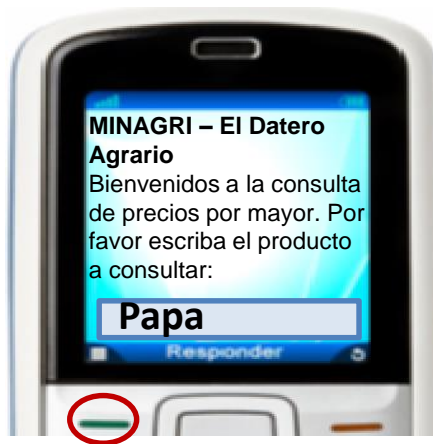 MINAGRI – El Datero
Agrario
Bienvenidos a la consulta
de precios por mayor. Por
favor escriba el producto
a consultar:
Papa
Responder